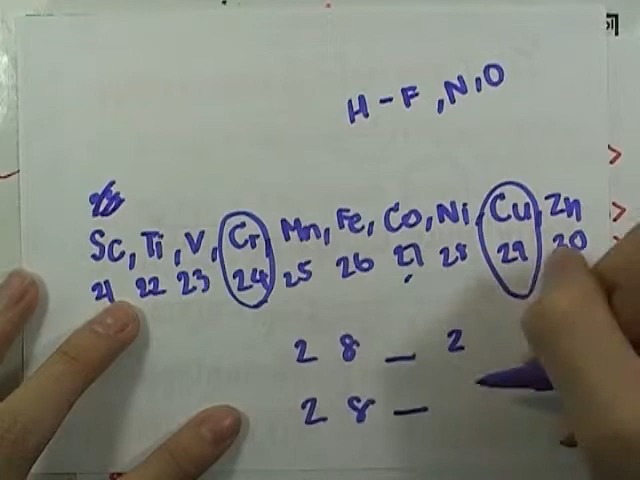 H - F, N, O
Sc, Ti, V, Cr, Mn, Fe, Co, Ni, Cu, Zn
21 22 23 24 25 26 27 28 29 30
2 8 _ 2
2 8 _